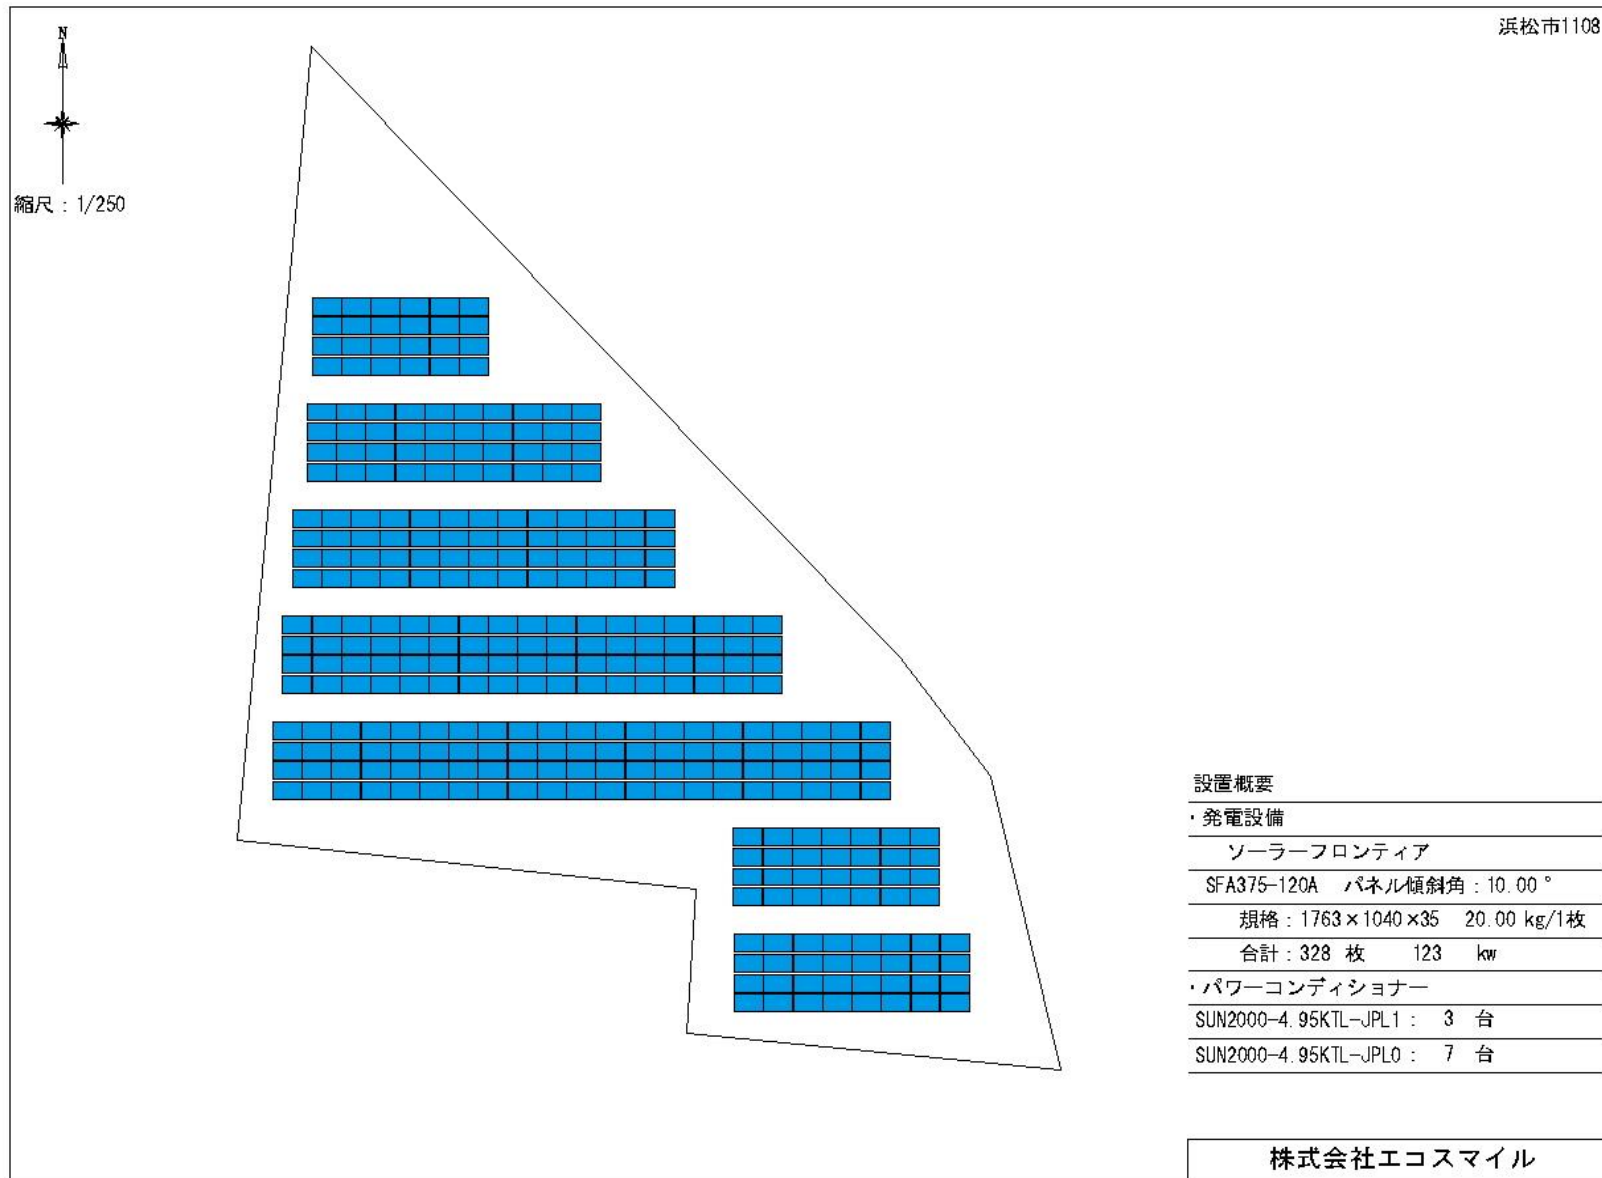 浜松市1108
N
縮尺：1/250
設置概要
・発電設備
ソーラーフロンティア
SFA375-120A パネル傾斜角：10.00°
規格：1763×1040×35 20.00 kg/1枚
合計：328 枚 123 kw
・パワーコンディショナー
SUN2000-4.95KTL-JPL1： 3 台
SUN2000-4.95KTL-JPL0： 7 台
株式会社エコスマイル